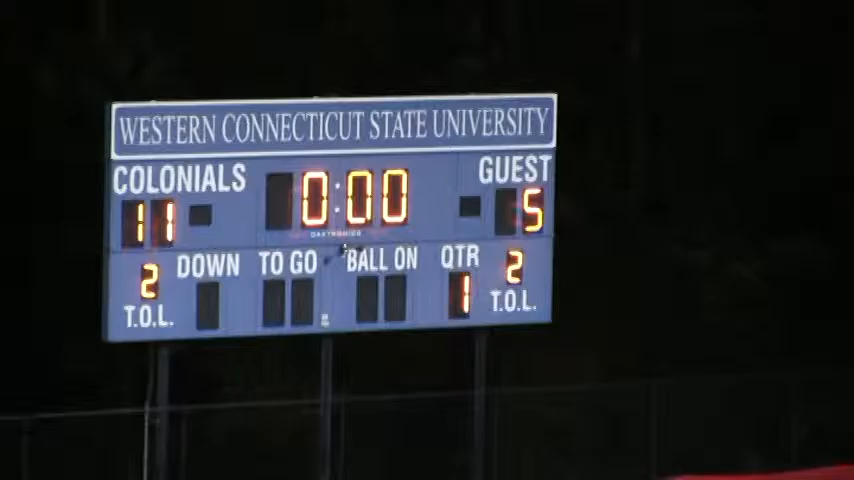 WESTERN CONNECTICUT STATE UNIVERSITY
COLONIALS 0:00 GUEST
11 5
DAKTRONICS
2 DOWN TO GO BALL ON QTR 2
T.O.L. 1 T.O.L.